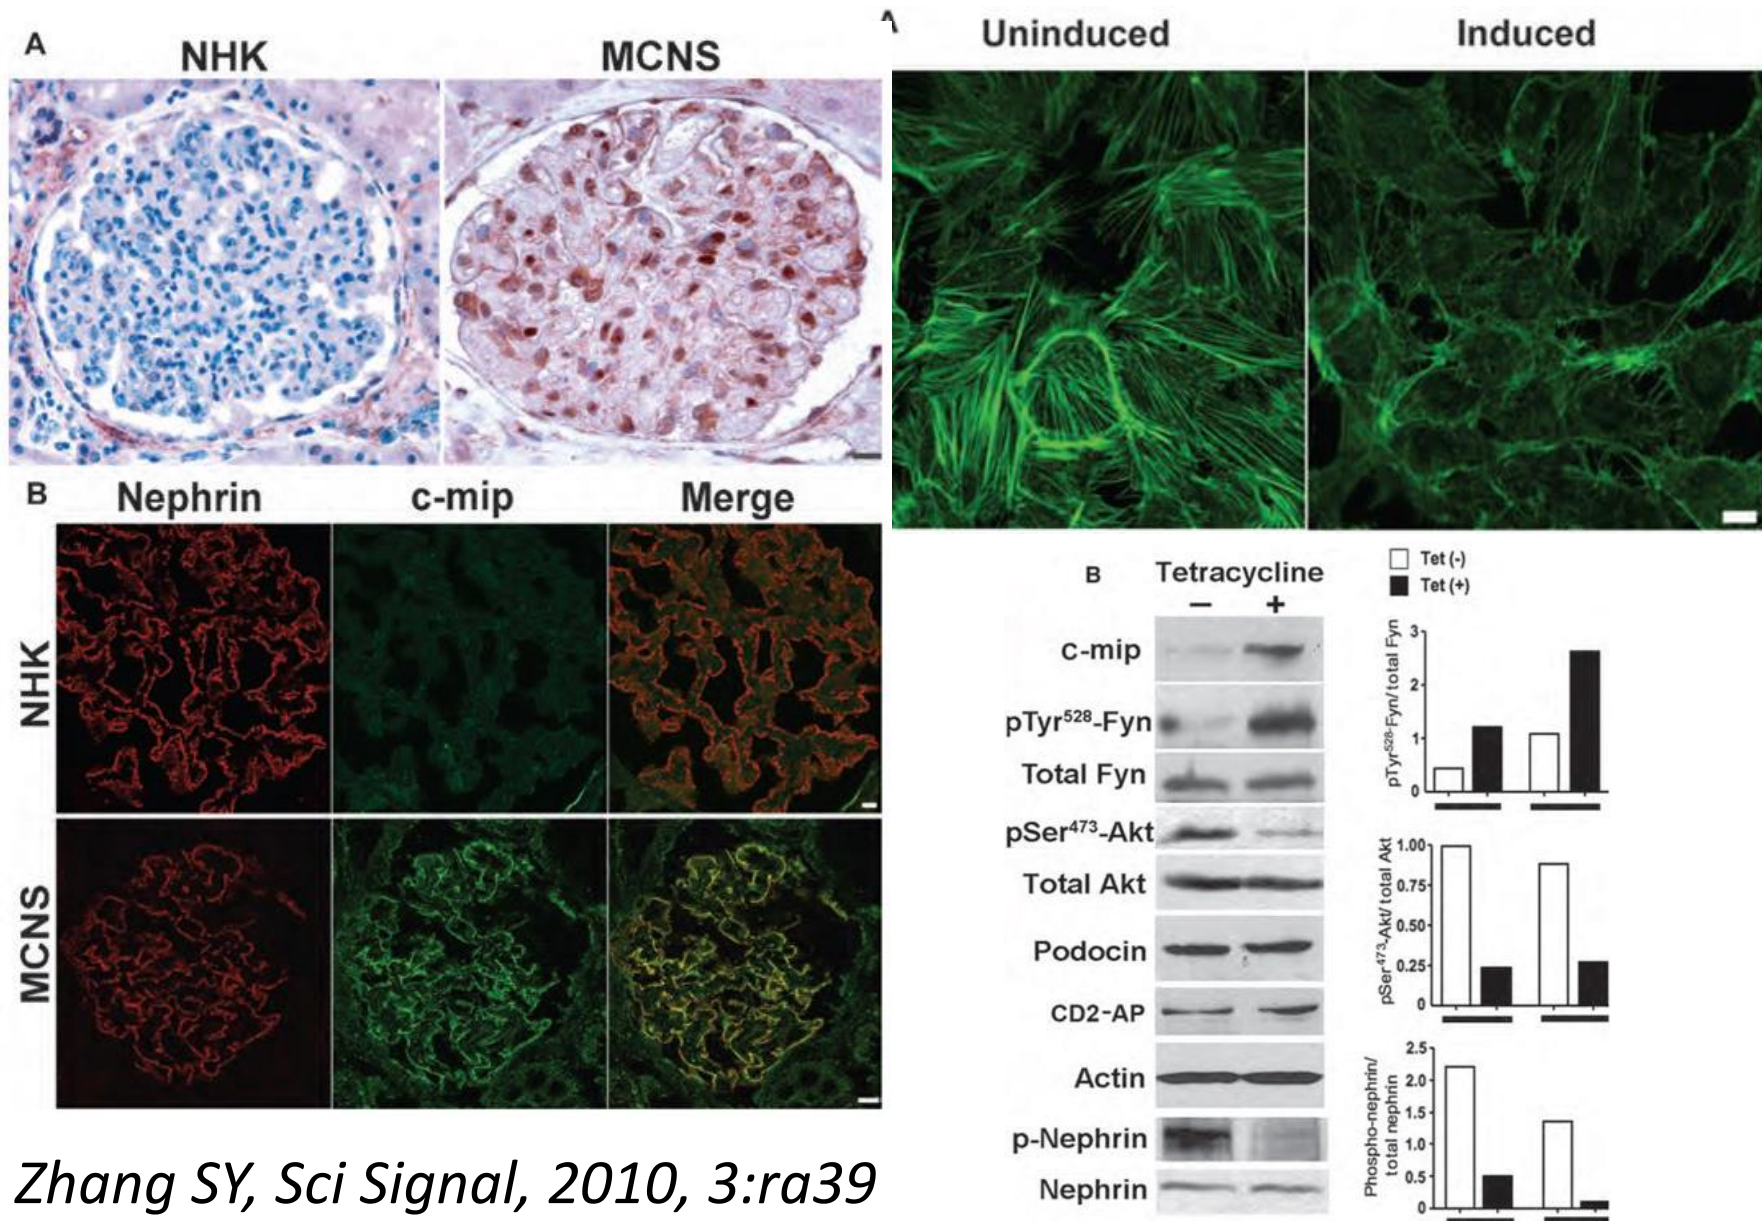 A
NHK
MCNS
B
Nephrin
c-mip
Merge
NHK
MCNS
Zhang SY, Sci Signal, 2010, 3:ra39
A
Uninduced
Induced
B
Tetracycline
− +
c-mip
pTyr528-Fyn
Total Fyn
pSer473-Akt
Total Akt
Podocin
CD2-AP
Actin
p-Nephrin
Nephrin
Tet (-)
Tet (+)
pTyr528-Fyn/ total Fyn
3
2
1
0
pSer473-Akt/ total Akt
1.00
0.75
0.50
0.25
0
Phospho-nephrin/
total nephrin
2.5
2.0
1.5
1.0
0.5
0